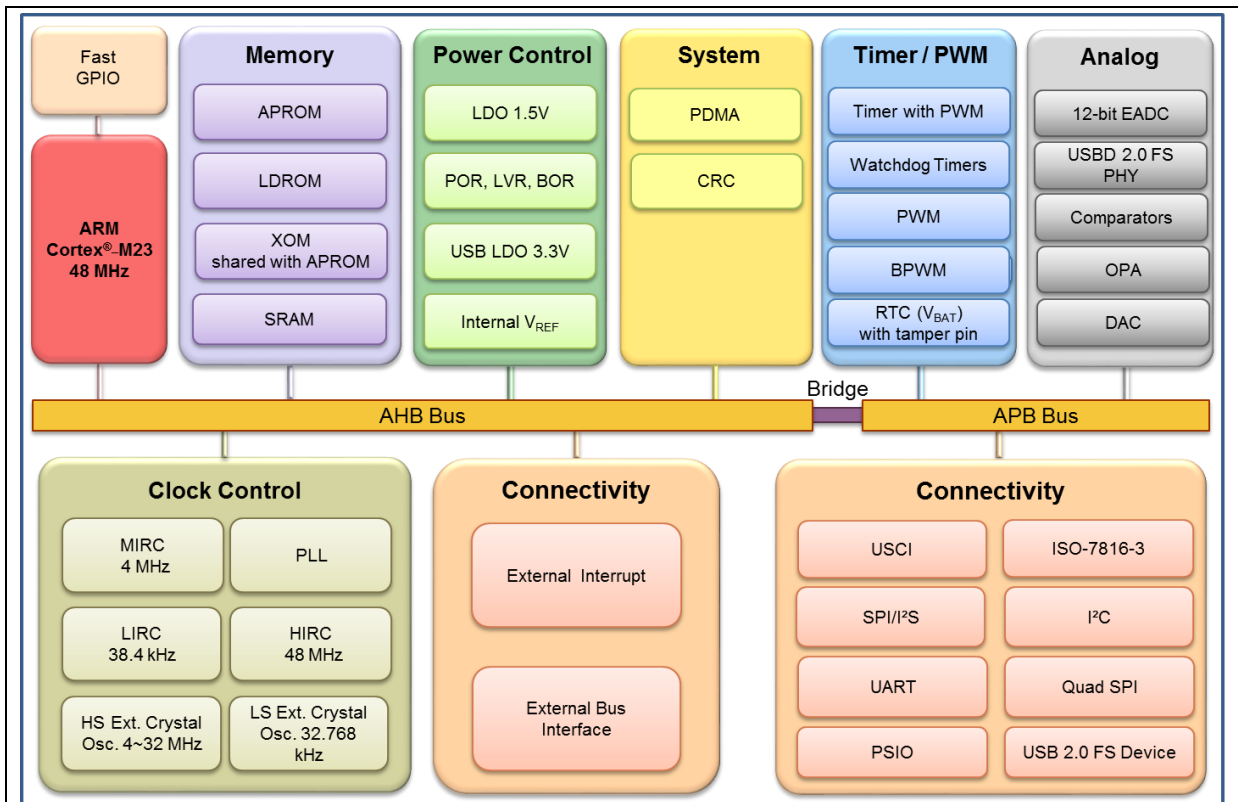 Fast
GPIO
ARM
Cortex®-M23
48 MHz
Memory
APROM
LDROM
XOM
shared with APROM
SRAM
Power Control
LDO 1.5V
POR, LVR, BOR
USB LDO 3.3V
Internal VREF
System
PDMA
CRC
Timer / PWM
Timer with PWM
Watchdog Timers
PWM
BPWM
RTC (VBAT)
with tamper pin
Analog
12-bit EADC
USBD 2.0 FS
PHY
Comparators
OPA
DAC
AHB Bus
Bridge
APB Bus
Clock Control
MIRC
4 MHz
PLL
LIRC
38.4 kHz
HIRC
48 MHz
HS Ext. Crystal
Osc. 4~32 MHz
LS Ext. Crystal
Osc. 32.768
kHz
Connectivity
External Interrupt
External Bus
Interface
Connectivity
USCI
ISO-7816-3
SPI/I²S
I²C
UART
Quad SPI
PSIO
USB 2.0 FS Device